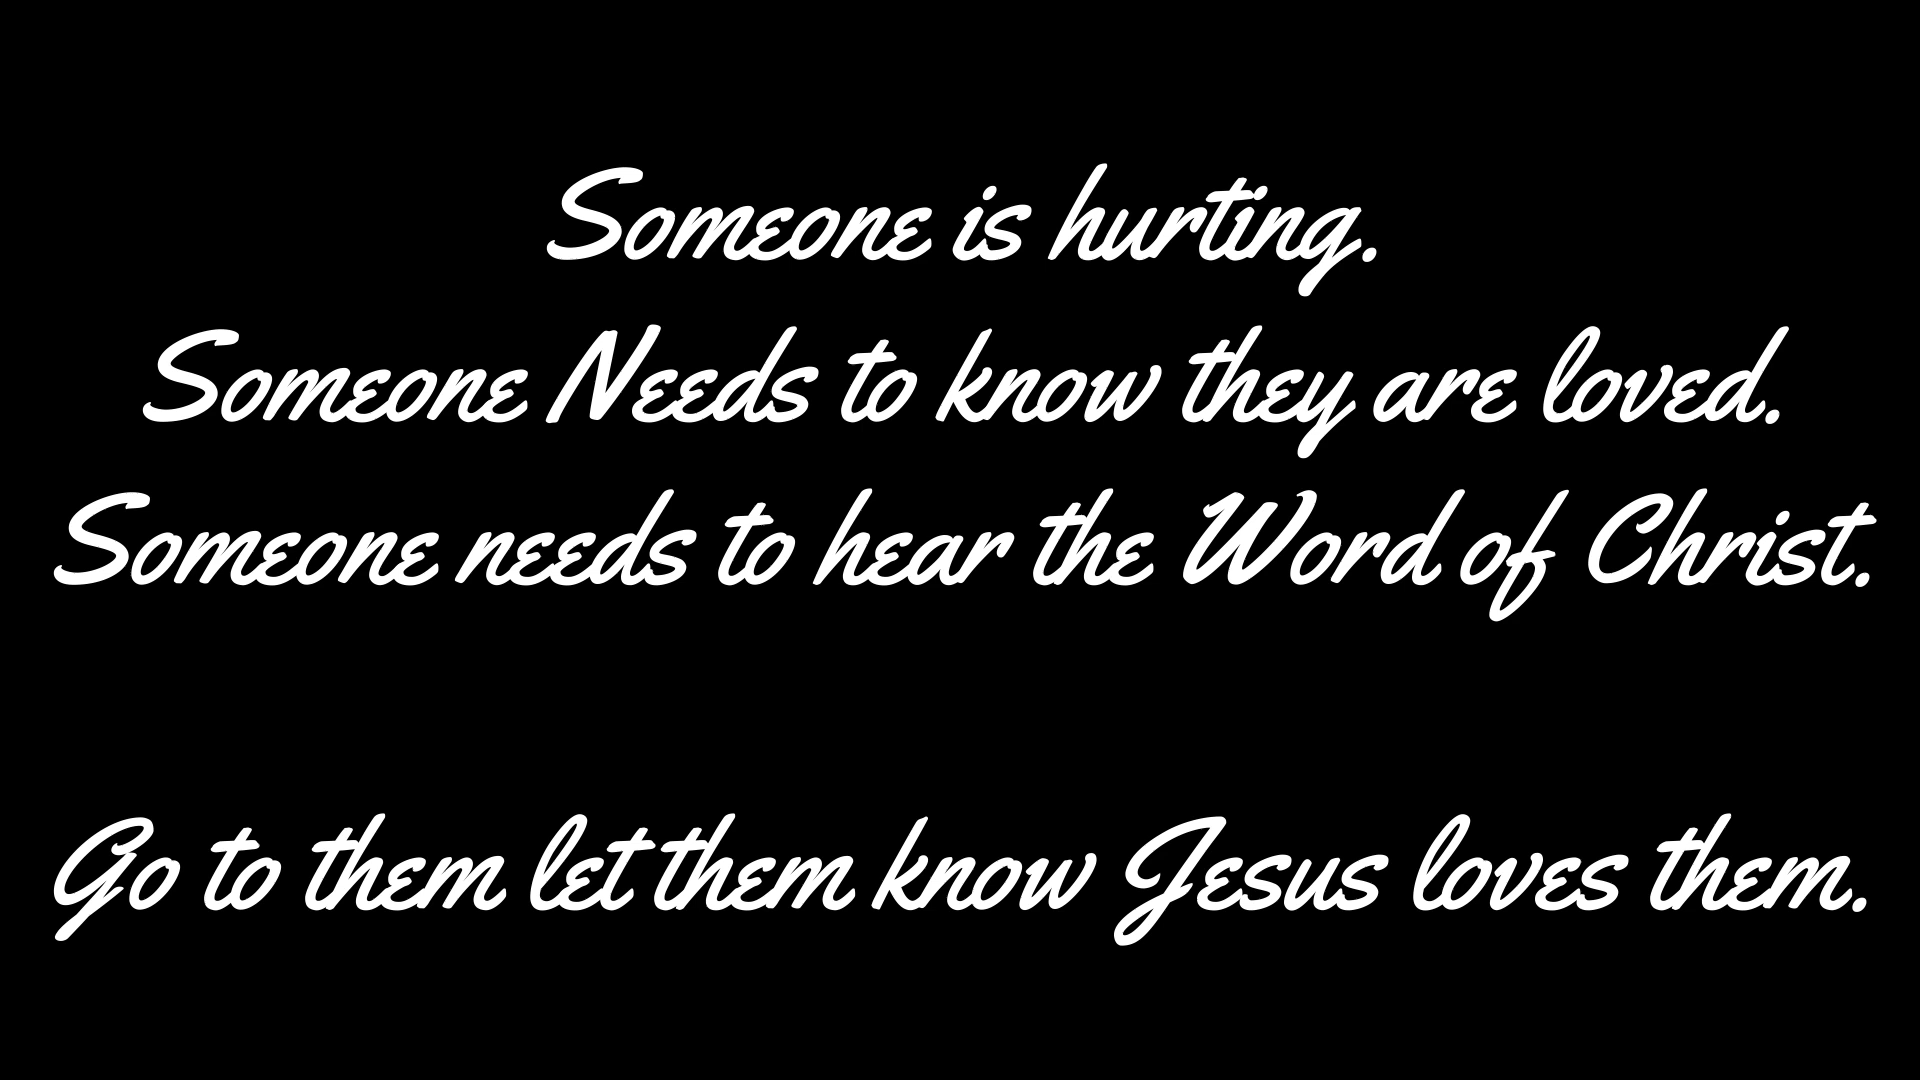 Someone is hurting.
Someone Needs to know they are loved.
Someone needs to hear the Word of Christ.
Go to them let them know Jesus loves them.